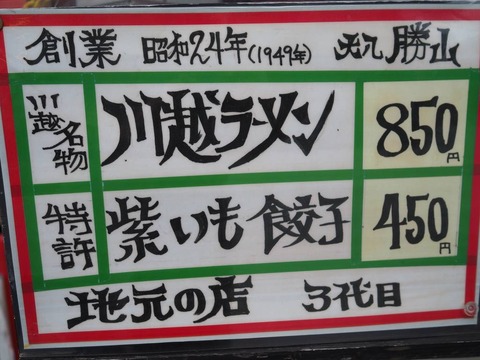 創業 昭和24年(1949年) 元祖 勝山
川越名物 川越ラーメン 850円
特許 紫いも餃子 450円
地元の店 3代目